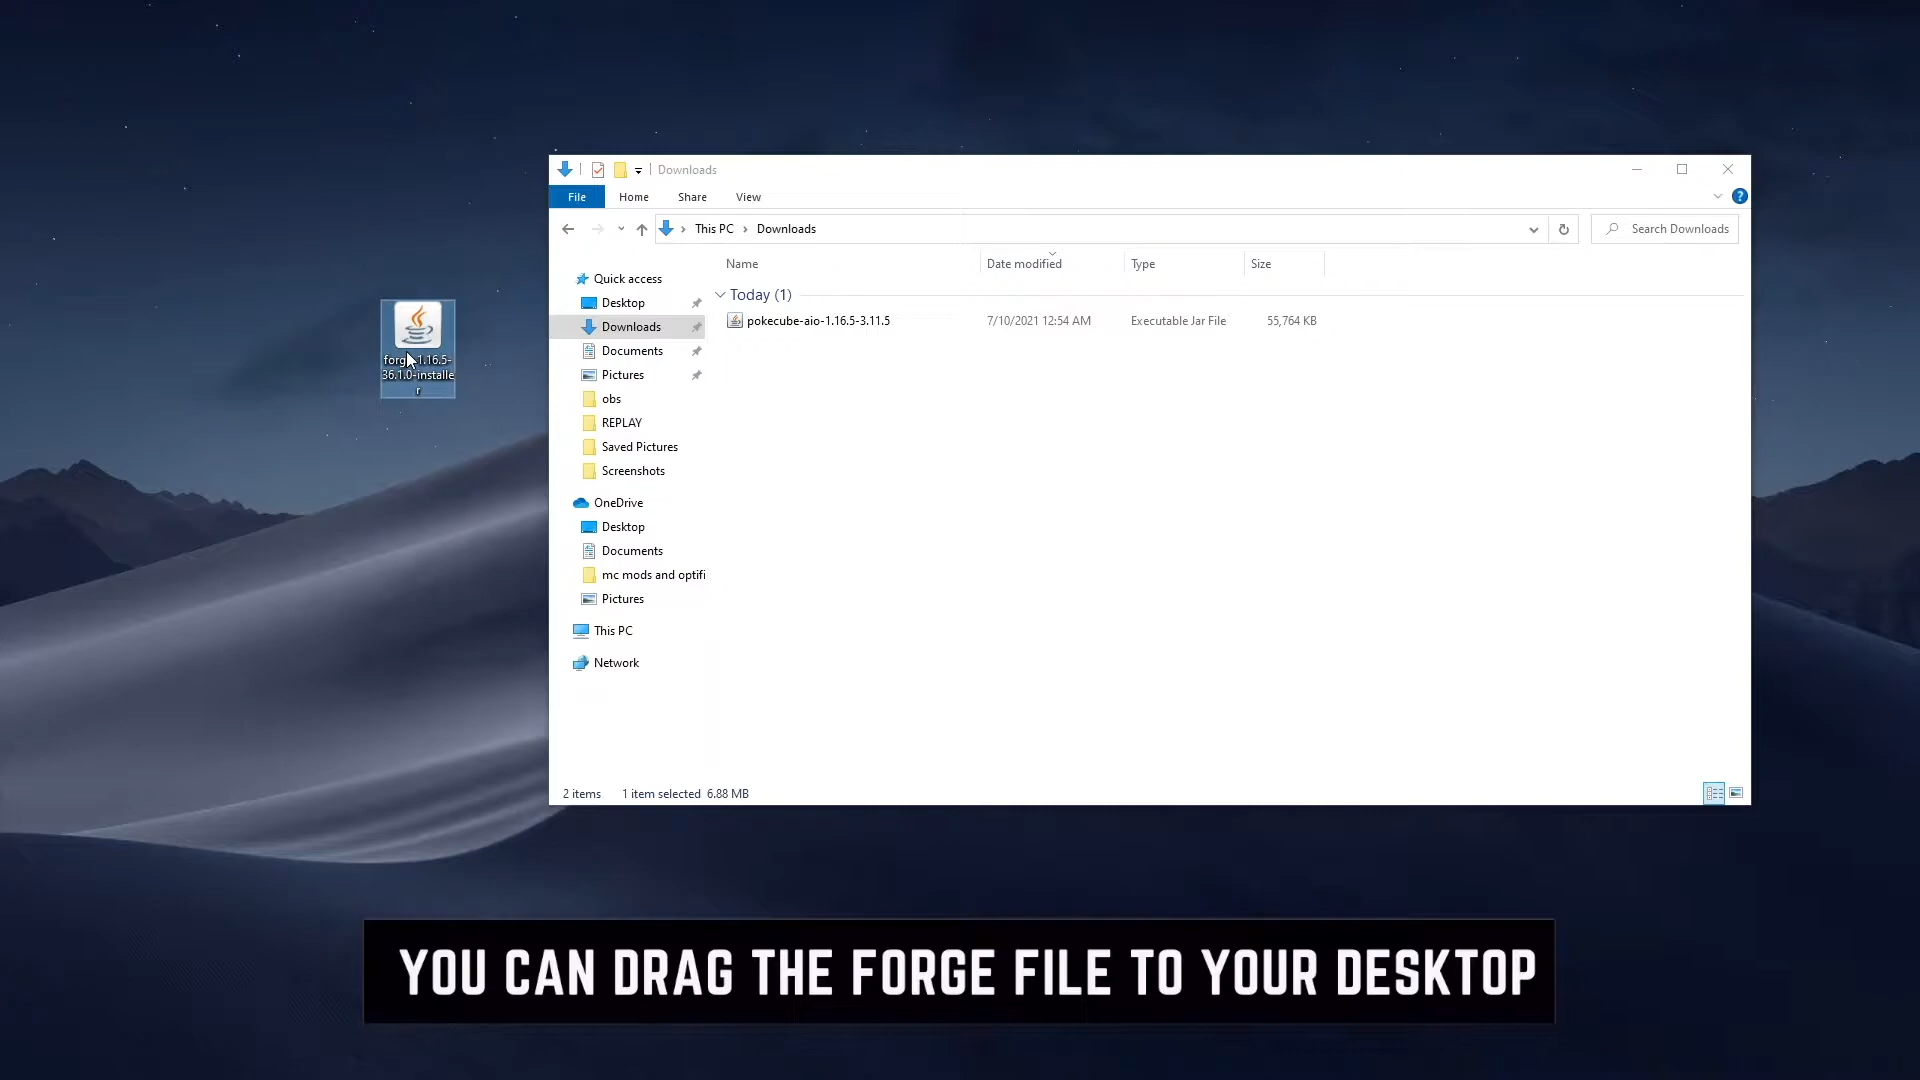 Downloads
File Home Share View
This PC Downloads
Search Downloads
Name Date modified Type Size
Quick access
Today (1)
Desktop
pokecube-aio-1.16.5-3.11.5 7/10/2021 12:54 AM Executable Jar File 55,764 KB
Downloads
Documents
Pictures
obs
REPLAY
Saved Pictures
Screenshots
OneDrive
Desktop
Documents
mc mods and optifi
Pictures
This PC
Network
2 items 1 item selected 6.88 MB
forge-1.16.5-
36.1.0-installe
r
YOU CAN DRAG THE FORGE FILE TO YOUR DESKTOP